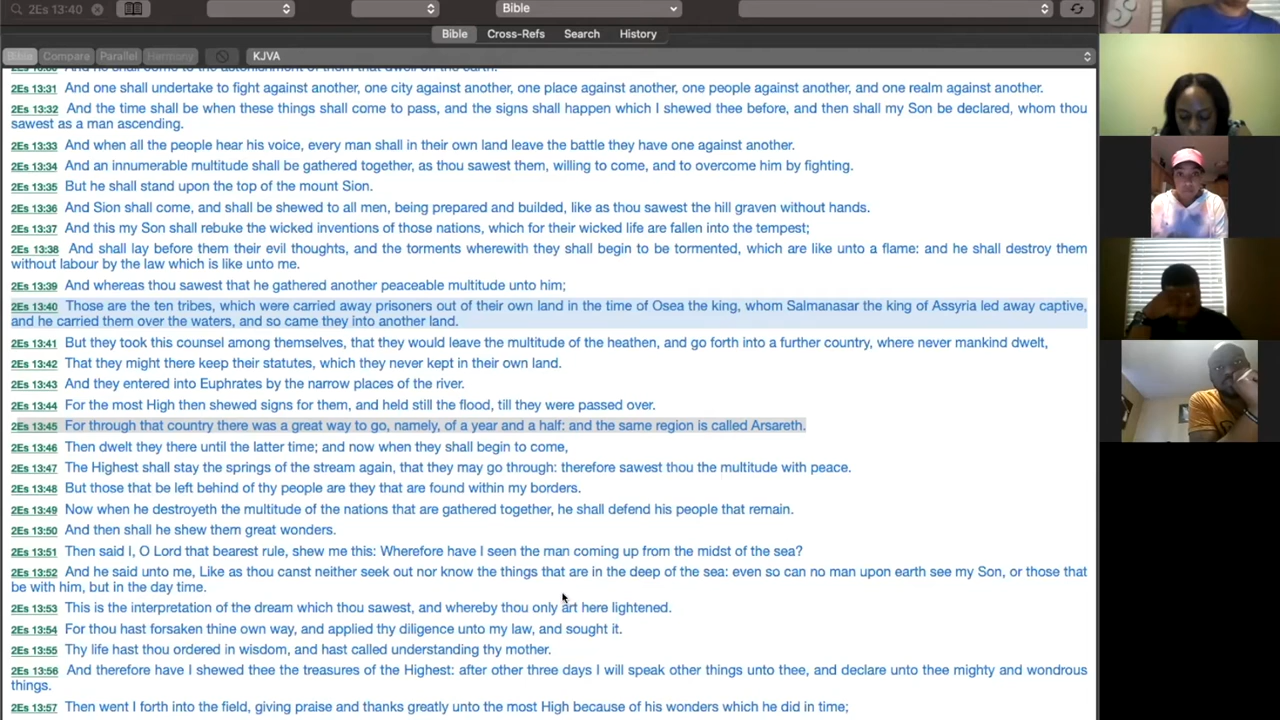 2Es 13:40
Bible
Bible Cross-Refs Search History
Bible Compare Parallel Harmony KJVA
2Es 13:31 And one shall undertake to fight against another, one city against another, one place against another, one people against another, and one realm against another.
2Es 13:32 And the time shall be when these things shall come to pass, and the signs shall happen which I shewed thee before, and then shall my Son be declared, whom thou
sawest as a man ascending.
2Es 13:33 And when all the people hear his voice, every man shall in their own land leave the battle they have one against another.
2Es 13:34 And an innumerable multitude shall be gathered together, as thou sawest them, willing to come, and to overcome him by fighting.
2Es 13:35 But he shall stand upon the top of the mount Sion.
2Es 13:36 And Sion shall come, and shall be shewed to all men, being prepared and builded, like as thou sawest the hill graven without hands.
2Es 13:37 And this my Son shall rebuke the wicked inventions of those nations, which for their wicked life are fallen into the tempest;
2Es 13:38 And shall lay before them their evil thoughts, and the torments wherewith they shall begin to be tormented, which are like unto a flame: and he shall destroy them
without labour by the law which is like unto me.
2Es 13:39 And whereas thou sawest that he gathered another peaceable multitude unto him;
2Es 13:40 Those are the ten tribes, which were carried away prisoners out of their own land in the time of Osea the king, whom Salmanasar the king of Assyria led away captive,
and he carried them over the waters, and so came they into another land.
2Es 13:41 But they took this counsel among themselves, that they would leave the multitude of the heathen, and go forth into a further country, where never mankind dwelt,
2Es 13:42 That they might there keep their statutes, which they never kept in their own land.
2Es 13:43 And they entered into Euphrates by the narrow places of the river.
2Es 13:44 For the most High then shewed signs for them, and held still the flood, till they were passed over.
2Es 13:45 For through that country there was a great way to go, namely, of a year and a half: and the same region is called Arsareth.
2Es 13:46 Then dwelt they there until the latter time; and now when they shall begin to come,
2Es 13:47 The Highest shall stay the springs of the stream again, that they may go through: therefore sawest thou the multitude with peace.
2Es 13:48 But those that be left behind of thy people are they that are found within my borders.
2Es 13:49 Now when he destroyeth the multitude of the nations that are gathered together, he shall defend his people that remain.
2Es 13:50 And then shall he shew them great wonders.
2Es 13:51 Then said I, O Lord that bearest rule, shew me this: Wherefore have I seen the man coming up from the midst of the sea?
2Es 13:52 And he said unto me, Like as thou canst neither seek out nor know the things that are in the deep of the sea: even so can no man upon earth see my Son, or those that
be with him, but in the day time.
2Es 13:53 This is the interpretation of the dream which thou sawest, and whereby thou only art here lightened.
2Es 13:54 For thou hast forsaken thine own way, and applied thy diligence unto my law, and sought it.
2Es 13:55 Thy life hast thou ordered in wisdom, and hast called understanding thy mother.
2Es 13:56 And therefore have I shewed thee the treasures of the Highest: after other three days I will speak other things unto thee, and declare unto thee mighty and wondrous
things.
2Es 13:57 Then went I forth into the field, giving praise and thanks greatly unto the most High because of his wonders which he did in time;